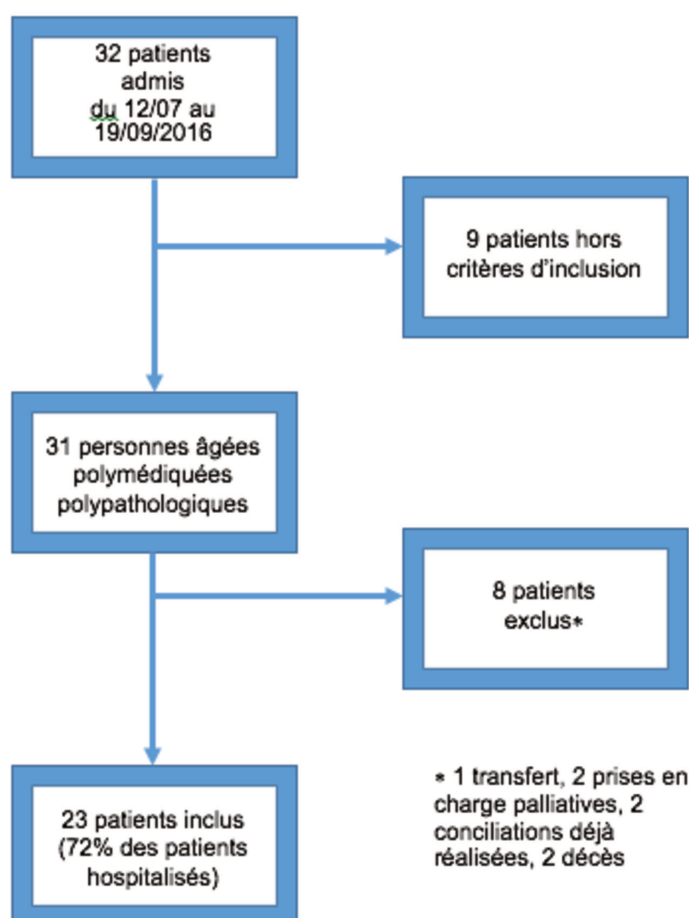 32 patients
admis
du 12/07 au
19/09/2016
9 patients hors
critères d'inclusion
31 personnes âgées
polymédiquées
polypathologiques
8 patients
exclus*
23 patients inclus
(72% des patients
hospitalisés)
* 1 transfert, 2 prises en
charge palliatives, 2
conciliations déjà
réalisées, 2 décès